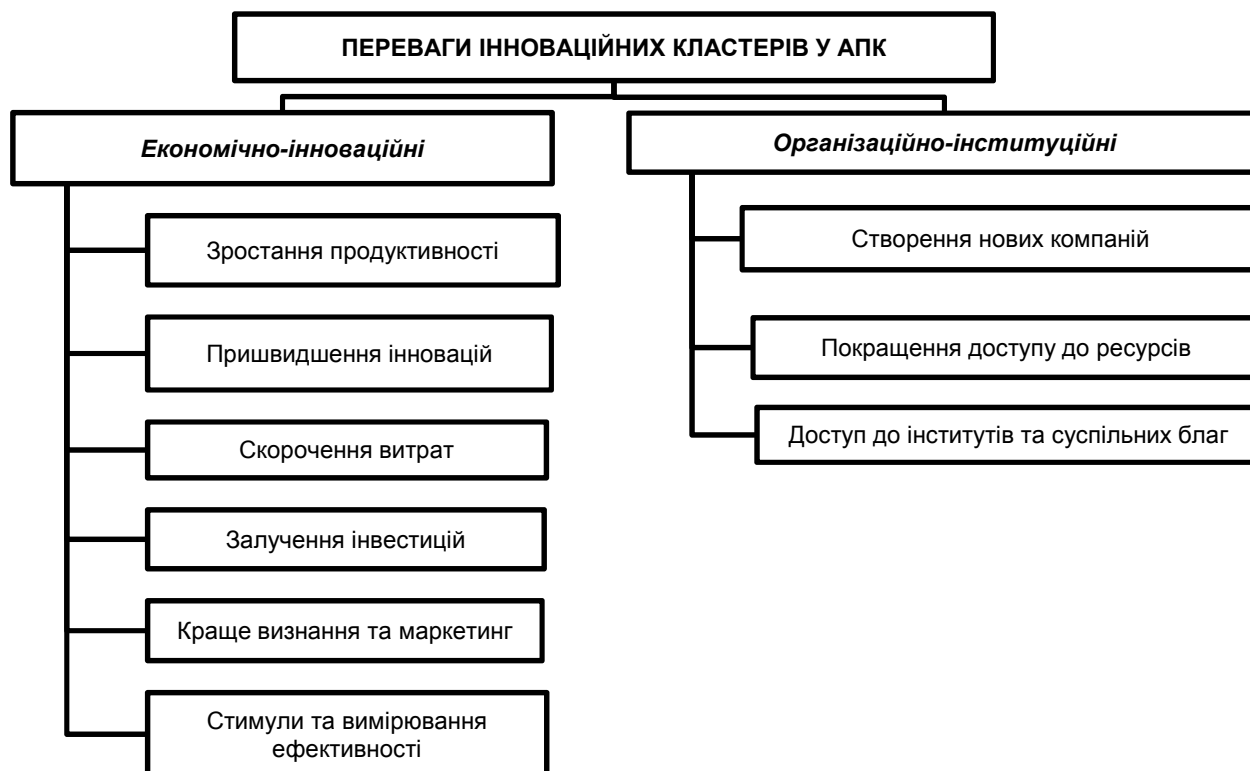 ПЕРЕВАГИ ІННОВАЦІЙНИХ КЛАСТЕРІВ У АПК
Економічно-інноваційні
Зростання продуктивності
Пришвидшення інновацій
Скорочення витрат
Залучення інвестицій
Краще визнання та маркетинг
Стимули та вимірювання
ефективності
Організаційно-інституційні
Створення нових компаній
Покращення доступу до ресурсів
Доступ до інститутів та суспільних благ